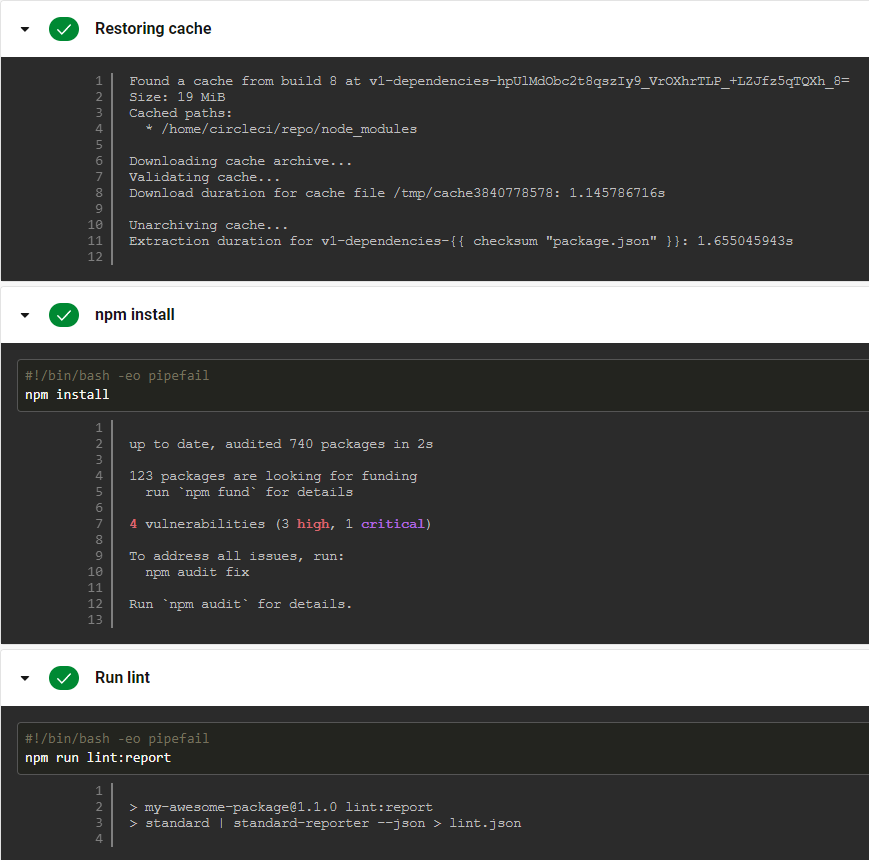 Restoring cache
1
2
3
4
5
6
7
8
9
10
11
12
Found a cache from build 8 at v1-dependencies-hpUlMdObc2t8qszIy9_VrOXhrTLP_+LZJfz5qTQXh_8=
Size: 19 MiB
Cached paths:
* /home/circleci/repo/node_modules
Downloading cache archive...
Validating cache...
Download duration for cache file /tmp/cache3840778578: 1.145786716s
Unarchiving cache...
Extraction duration for v1-dependencies-{{ checksum "package.json" }}: 1.655045943s
npm install
#!/bin/bash -eo pipefail
npm install
1
2
3
4
5
6
7
8
9
10
11
12
13
up to date, audited 740 packages in 2s
123 packages are looking for funding
run `npm fund` for details
4 vulnerabilities (3 high, 1 critical)
To address all issues, run:
npm audit fix
Run `npm audit` for details.
Run lint
#!/bin/bash -eo pipefail
npm run lint:report
1
2
3
4
> my-awesome-package@1.1.0 lint:report
> standard | standard-reporter --json > lint.json